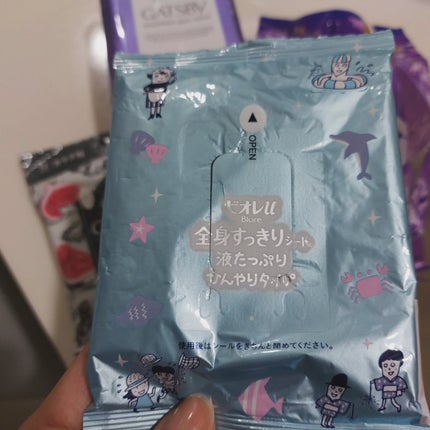 GATSBY
OPEN
ビオレu
Biore
全身すっきりシート
液たっぷり
ひんやりタイプ
使用後はシールをきちんと閉めてください。